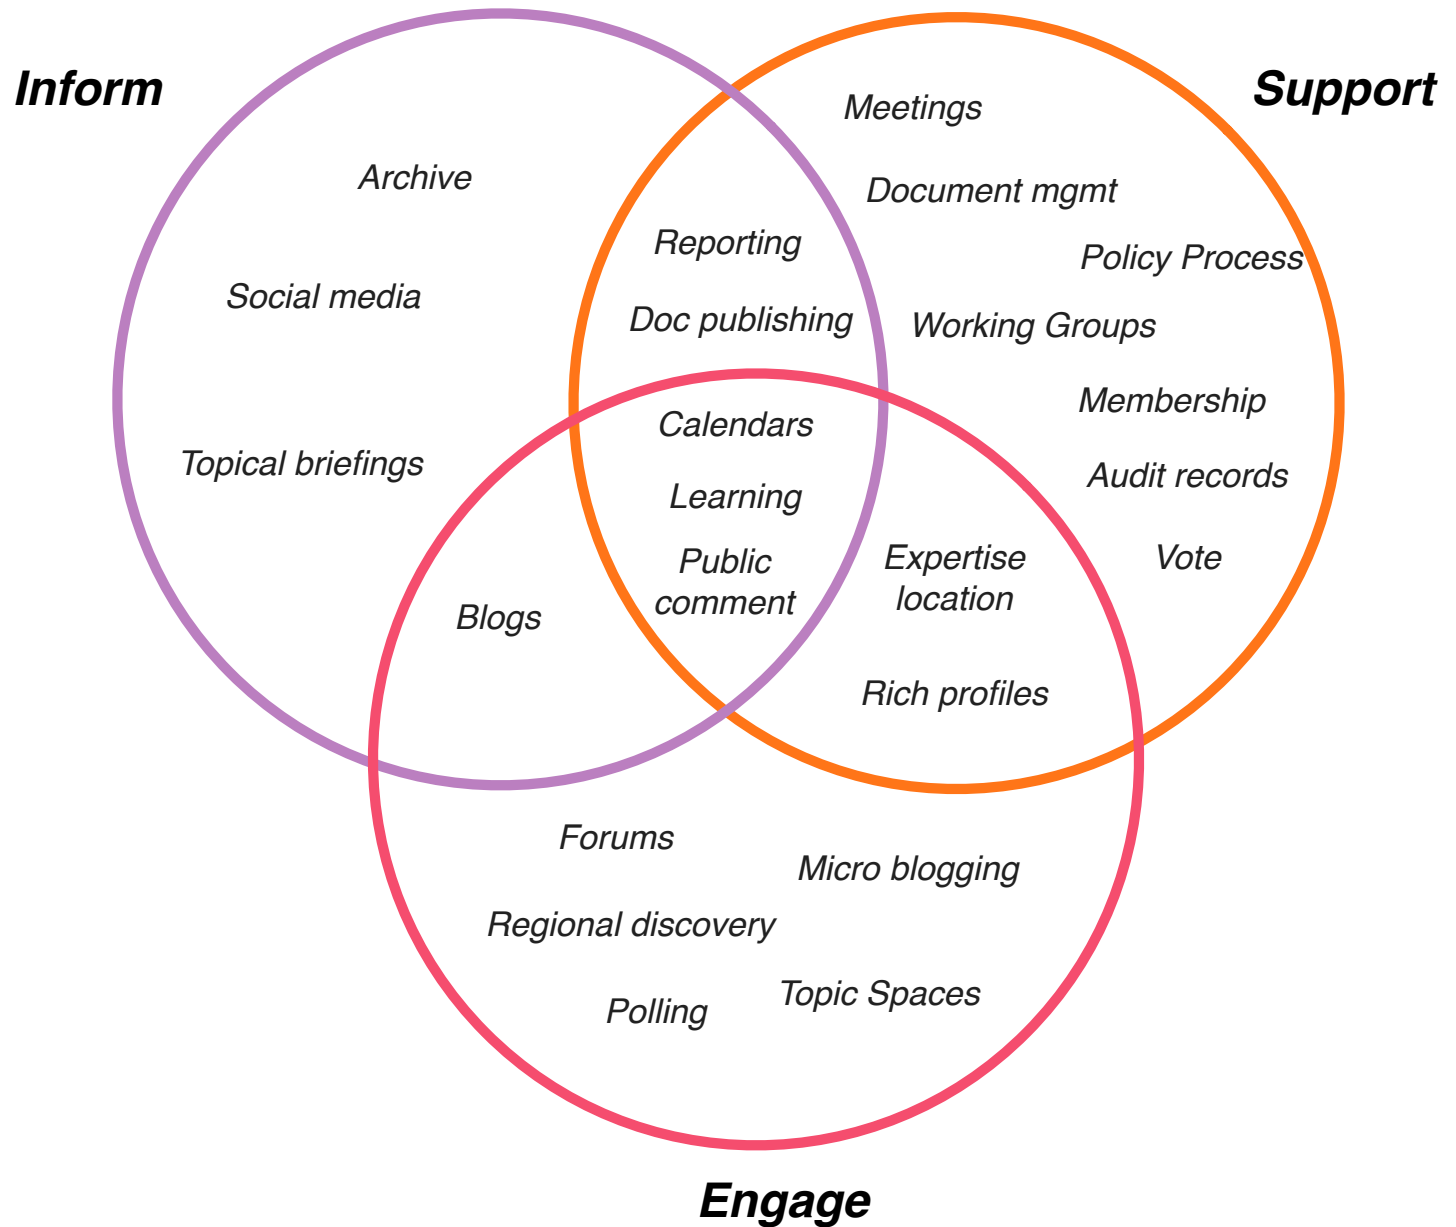 Inform
Support
Meetings
Archive
Document mgmt
Reporting
Policy Process
Social media
Doc publishing
Working Groups
Membership
Calendars
Topical briefings
Audit records
Learning
Expertise
location
Vote
Public
comment
Blogs
Rich profiles
Forums
Micro blogging
Regional discovery
Topic Spaces
Polling
Engage